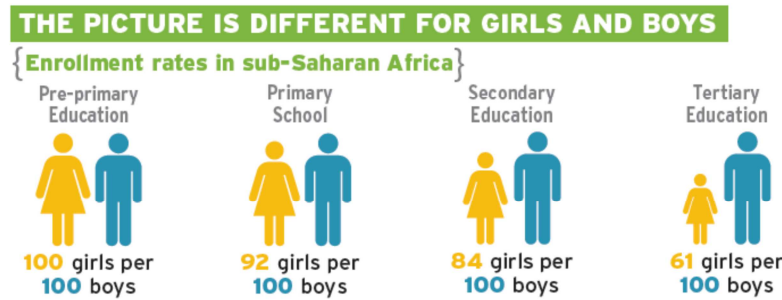 THE PICTURE IS DIFFERENT FOR GIRLS AND BOYS
{Enrollment rates in sub-Saharan Africa}
Pre-primary
Education
100 girls per
100 boys
Primary
School
92 girls per
100 boys
Secondary
Education
84 girls per
100 boys
Tertiary
Education
61 girls per
100 boys